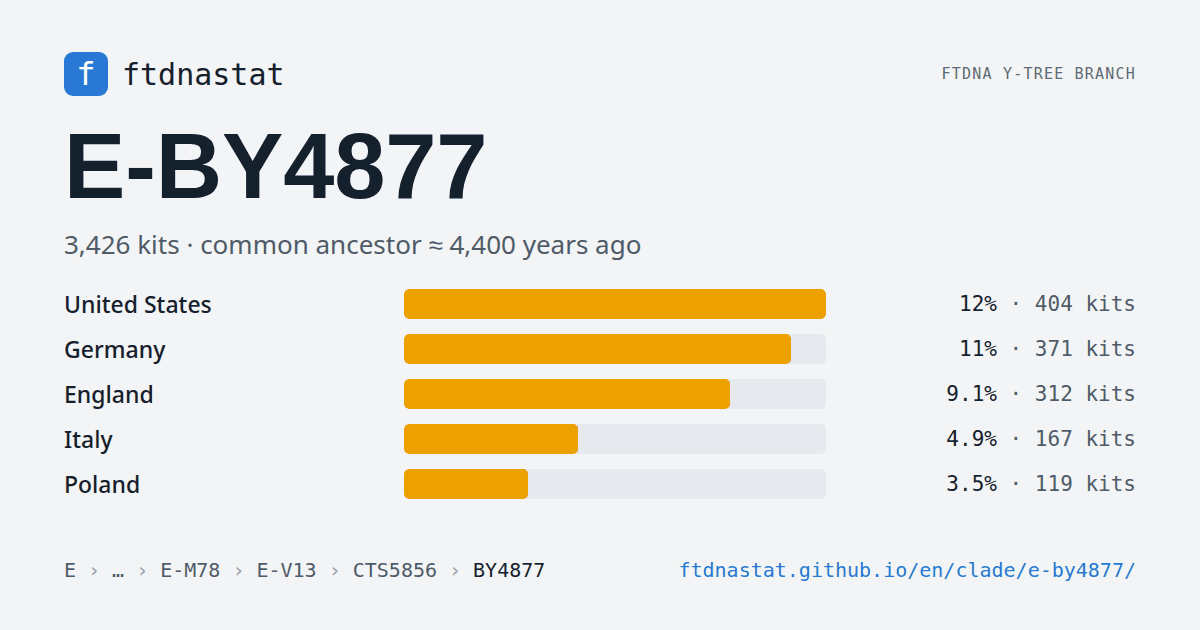 f ftdnastat
FTDNA Y-TREE BRANCH
E-BY4877
3,426 kits · common ancestor ≈ 4,400 years ago
United States 12% · 404 kits
Germany 11% · 371 kits
England 9.1% · 312 kits
Italy 4.9% · 167 kits
Poland 3.5% · 119 kits
E › … › E-M78 › E-V13 › CTS5856 › BY4877
ftdnastat.github.io/en/clade/e-by4877/